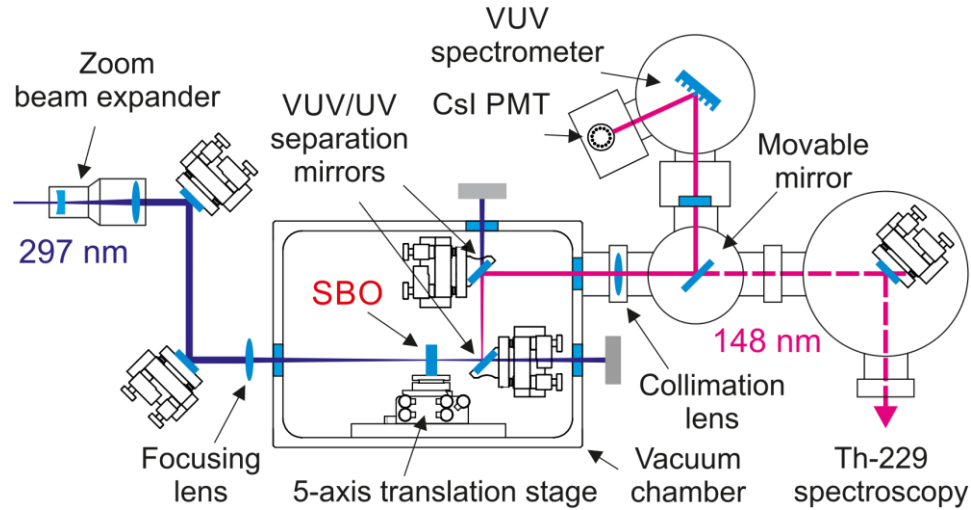 Zoom
beam expander
VUV/UV
separation
mirrors
VUV
spectrometer
CsI PMT
Movable
mirror
297 nm
SBO
148 nm
Collimation
lens
Focusing
lens
5-axis translation stage
Vacuum
chamber
Th-229
spectroscopy